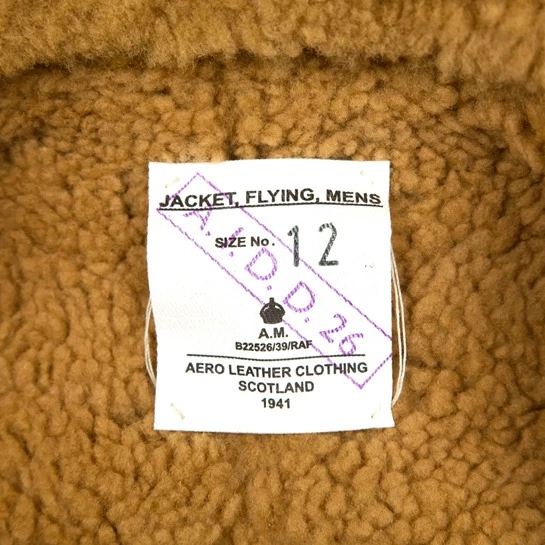 JACKET, FLYING, MENS
SIZE No. 12
A.I.D.D.26
A.M.
B22526/39/RAF
AERO LEATHER CLOTHING
SCOTLAND
1941